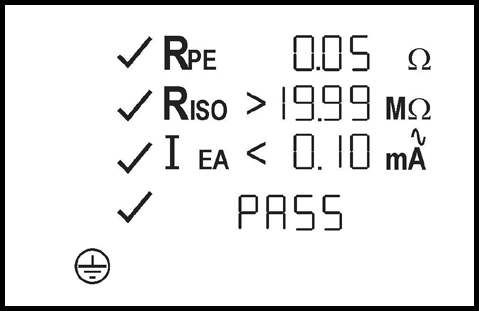 ✓ RPE 0.05 Ω
✓ RISO > 19.99 MΩ
✓ I EA < 0.10 mA
✓ PASS